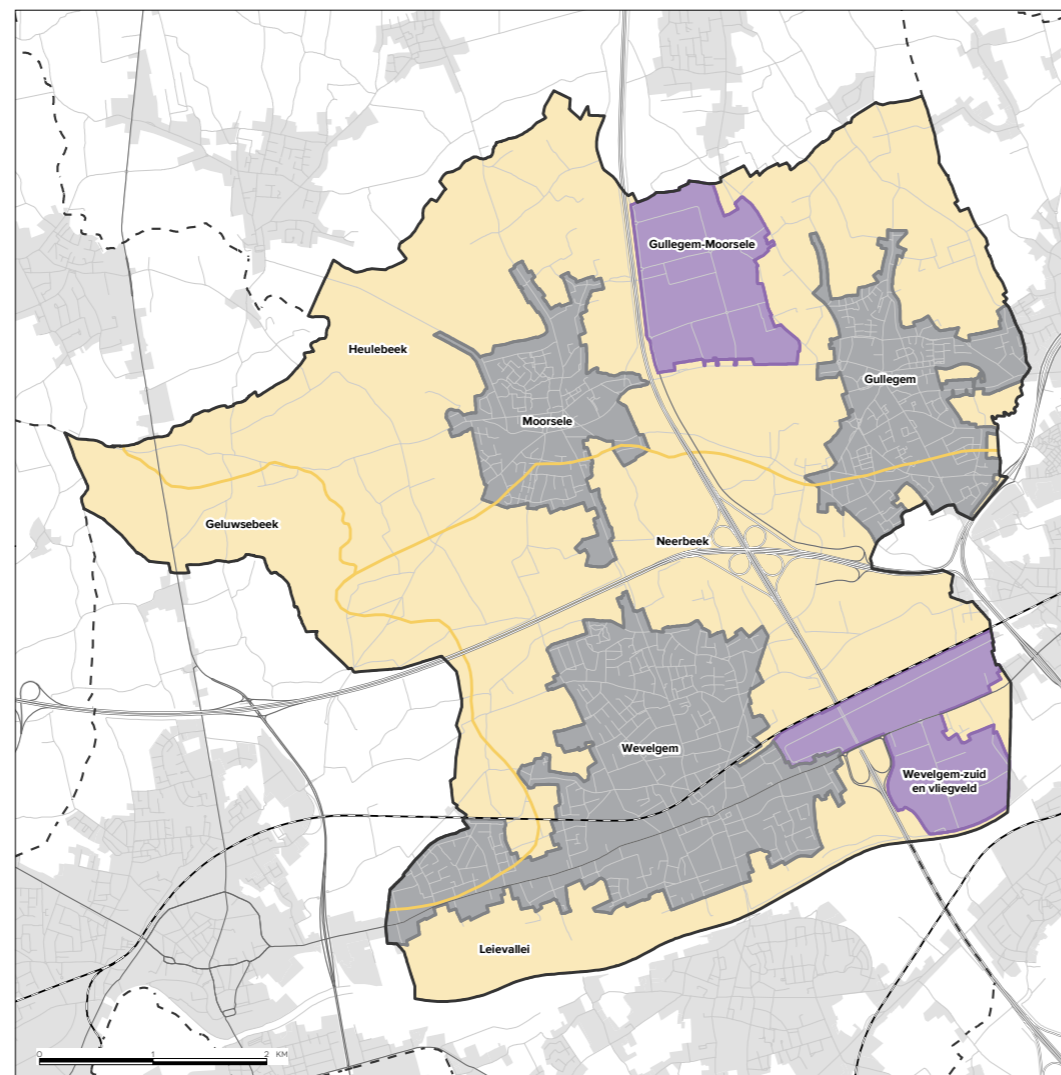 Gullegem-Moorsele
Heulebeek
Gullegem
Moorsele
Geluwsebeek
Neerbeek
Wevelgem
Wevelgem-zuid
en vliegveld
Leievallei
0 1 2 KM